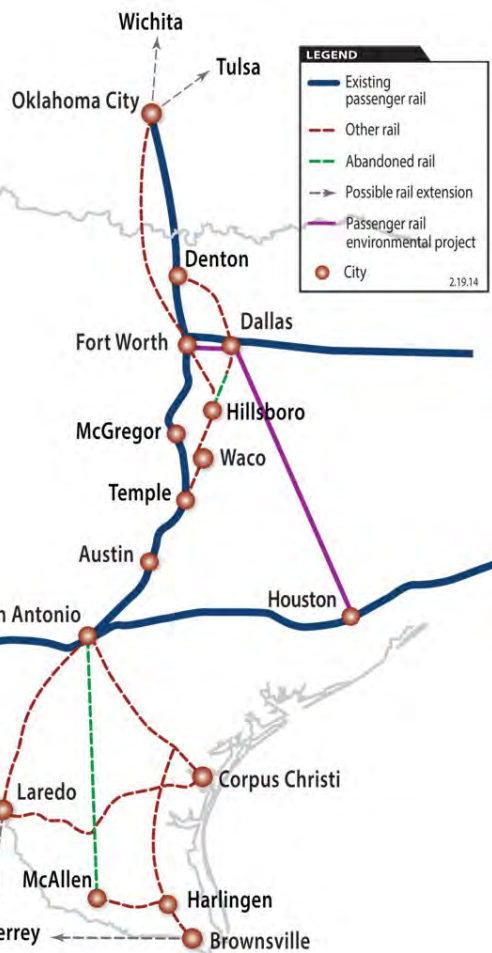 Wichita
Tulsa
Oklahoma City
LEGEND
Existing
passenger rail
Other rail
Abandoned rail
Possible rail extension
Passenger rail
environmental project
City
2.19.14
Denton
Fort Worth
Dallas
Hillsboro
McGregor
Waco
Temple
Austin
n Antonio
Houston
Laredo
Corpus Christi
McAllen
Harlingen
errey
Brownsville